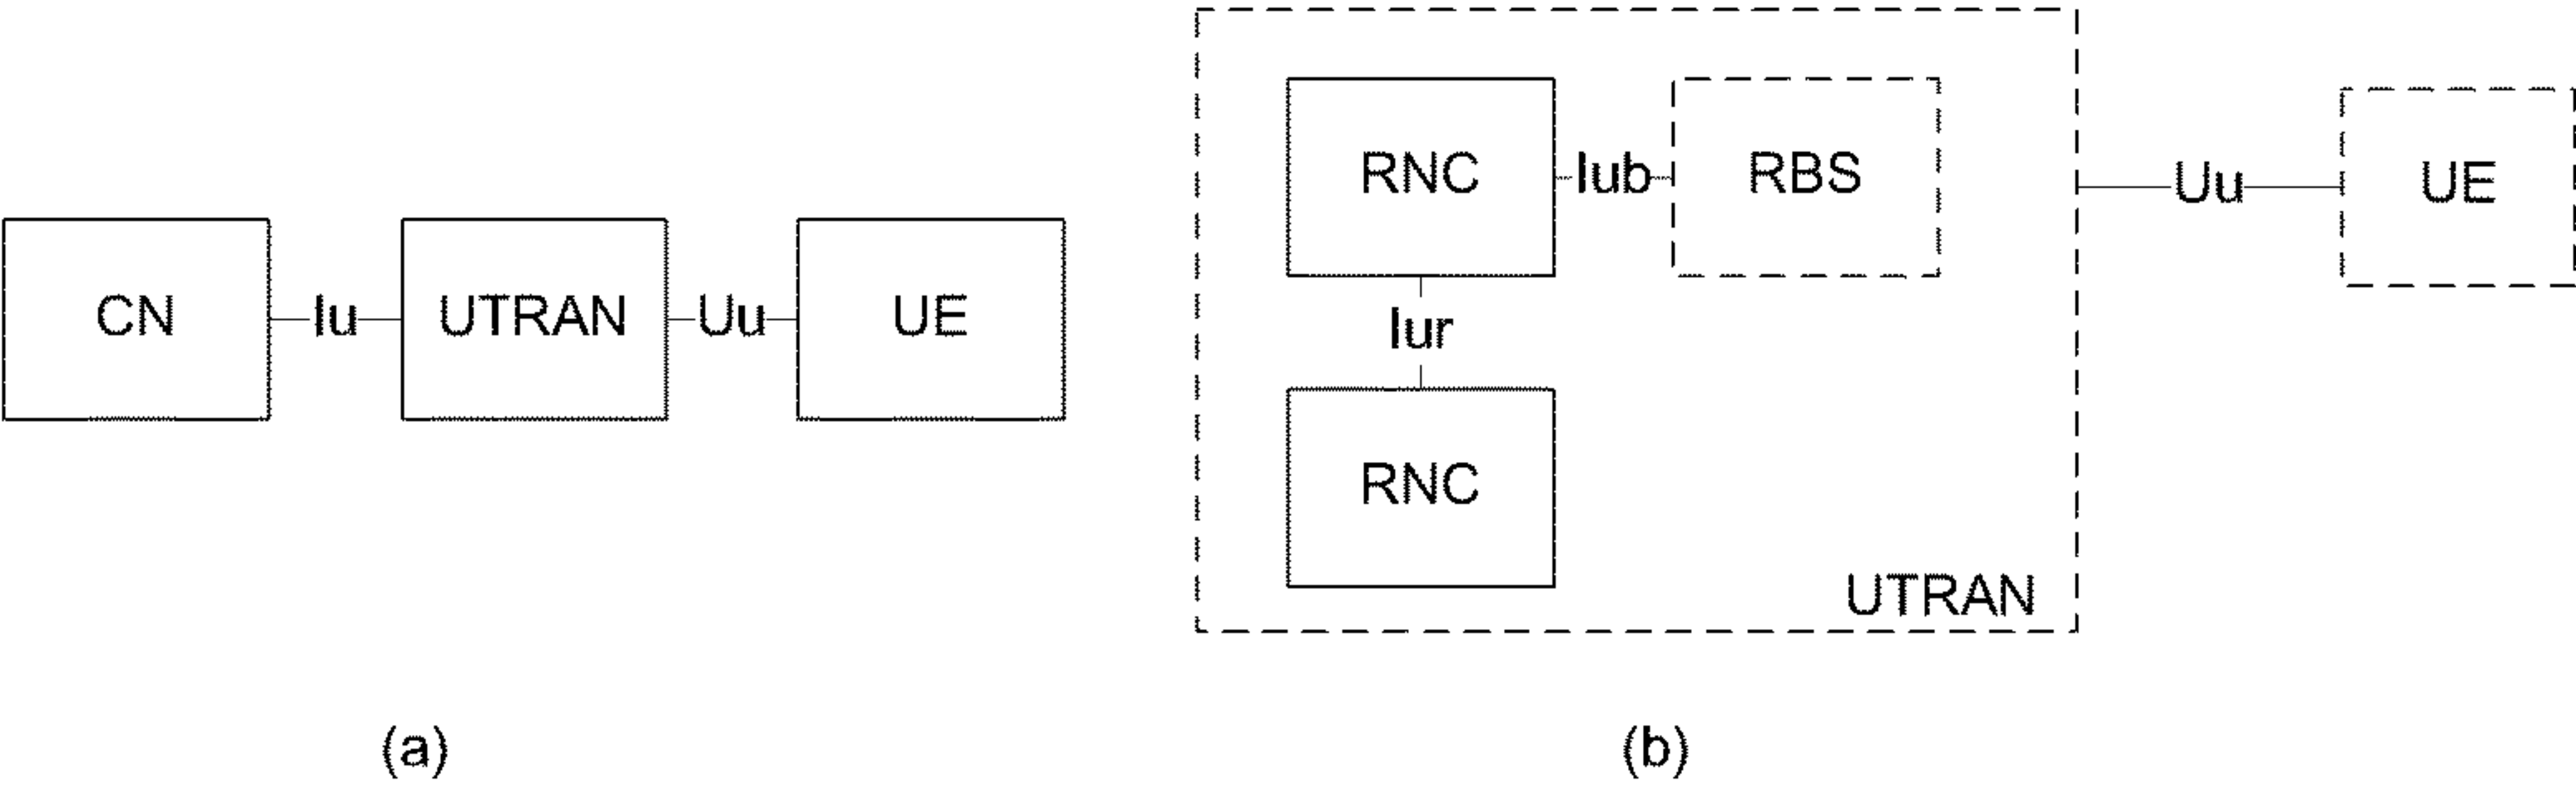 CN
Iu
UTRAN
Uu
UE
(a)
RNC
Iub
RBS
Iur
RNC
UTRAN
Uu
UE
(b)